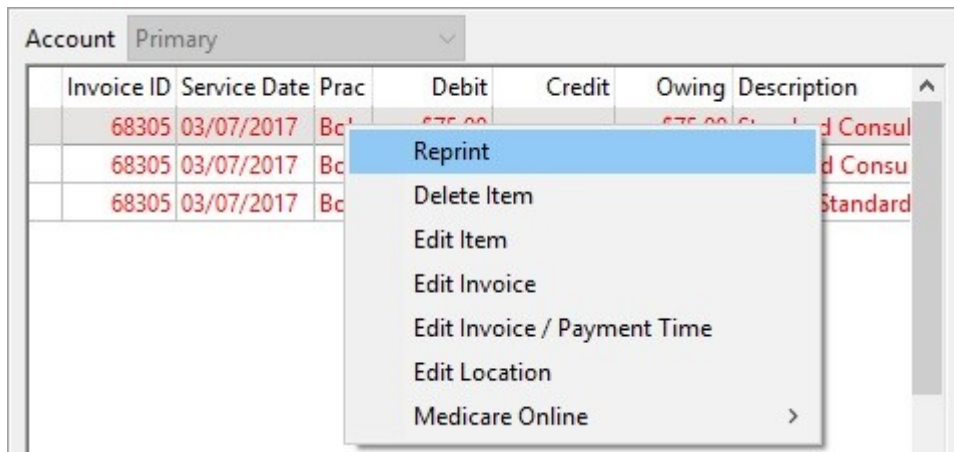 Account Primary
Invoice ID Service Date Prac Debit Credit Owing Description
68305 03/07/2017
68305 03/07/2017
68305 03/07/2017
Reprint
Delete Item
Edit Item
Edit Invoice
Edit Invoice / Payment Time
Edit Location
Medicare Online
Standard